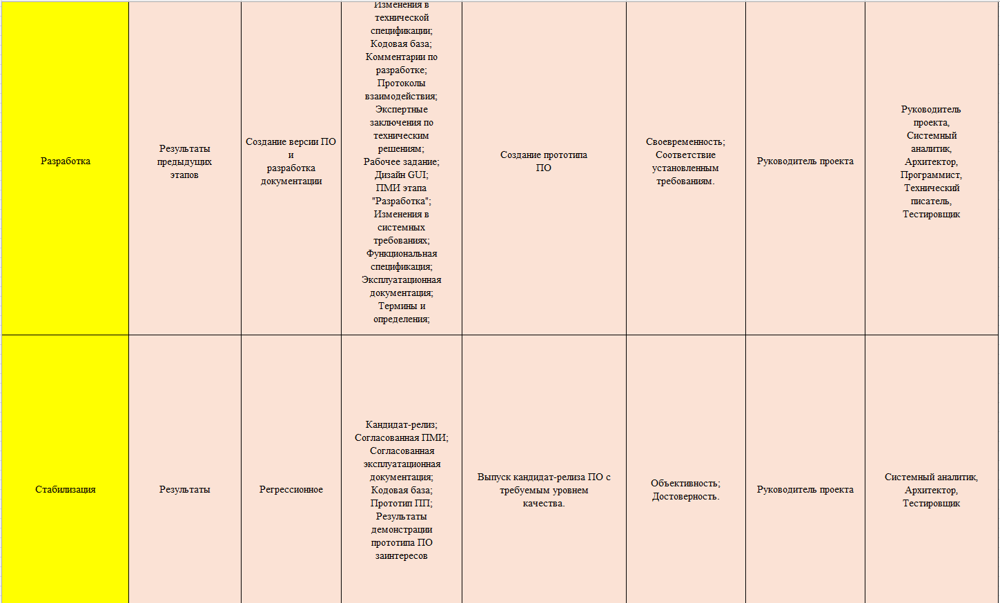 Разработка
Результаты
предыдущих
этапов
Создание версии ПО
и
разработка
документации
Изменения в
технической
спецификации;
Кодовая база;
Комментарии по
разработке;
Протоколы
взаимодействия;
Экспертные
заключения по
техническим
решениям;
Рабочее задание;
Дизайн GUI;
ПМИ этапа
"Разработка";
Изменения в
системных
требованиях;
Функциональная
спецификация;
Эксплуатационная
документация;
Термины и
определения;
Создание прототипа
ПО
Своевременность;
Соответствие
установленным
требованиям.
Руководитель проекта
Руководитель
проекта,
Системный
аналитик,
Архитектор,
Программист,
Технический
писатель,
Тестировщик
Стабилизация
Результаты
Регрессионное
Кандидат-релиз;
Согласованная ПМИ;
Согласованная
эксплуатационная
документация;
Кодовая база;
Прототип ПП;
Результаты
демонстрации
прототипа ПО
заинтересов
Выпуск кандидат-релиза ПО с
требуемым уровнем
качества.
Объективность;
Достоверность.
Руководитель проекта
Системный аналитик,
Архитектор,
Тестировщик